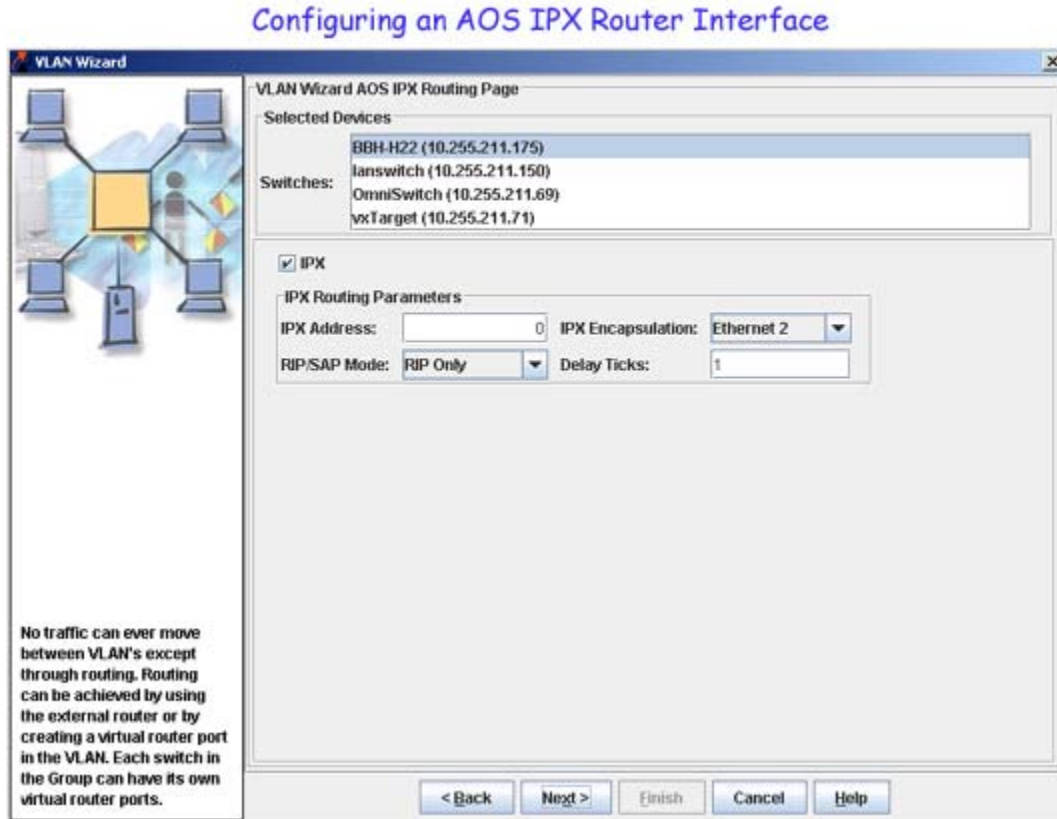 Configuring an AOS IPX Router Interface
VLAN Wizard
VLAN Wizard AOS IPX Routing Page
Selected Devices
Switches:
BBH-H22 (10.255.211.175)
lanswitch (10.255.211.150)
OmniSwitch (10.255.211.69)
vxTarget (10.255.211.71)
IPX
IPX Routing Parameters
IPX Address: 0 IPX Encapsulation: Ethernet 2
RIP/SAP Mode: RIP Only Delay Ticks: 1
No traffic can ever move
between VLAN's except
through routing. Routing
can be achieved by using
the external router or by
creating a virtual router port
in the VLAN. Each switch in
the Group can have its own
virtual router ports.
< Back Next > Finish Cancel Help